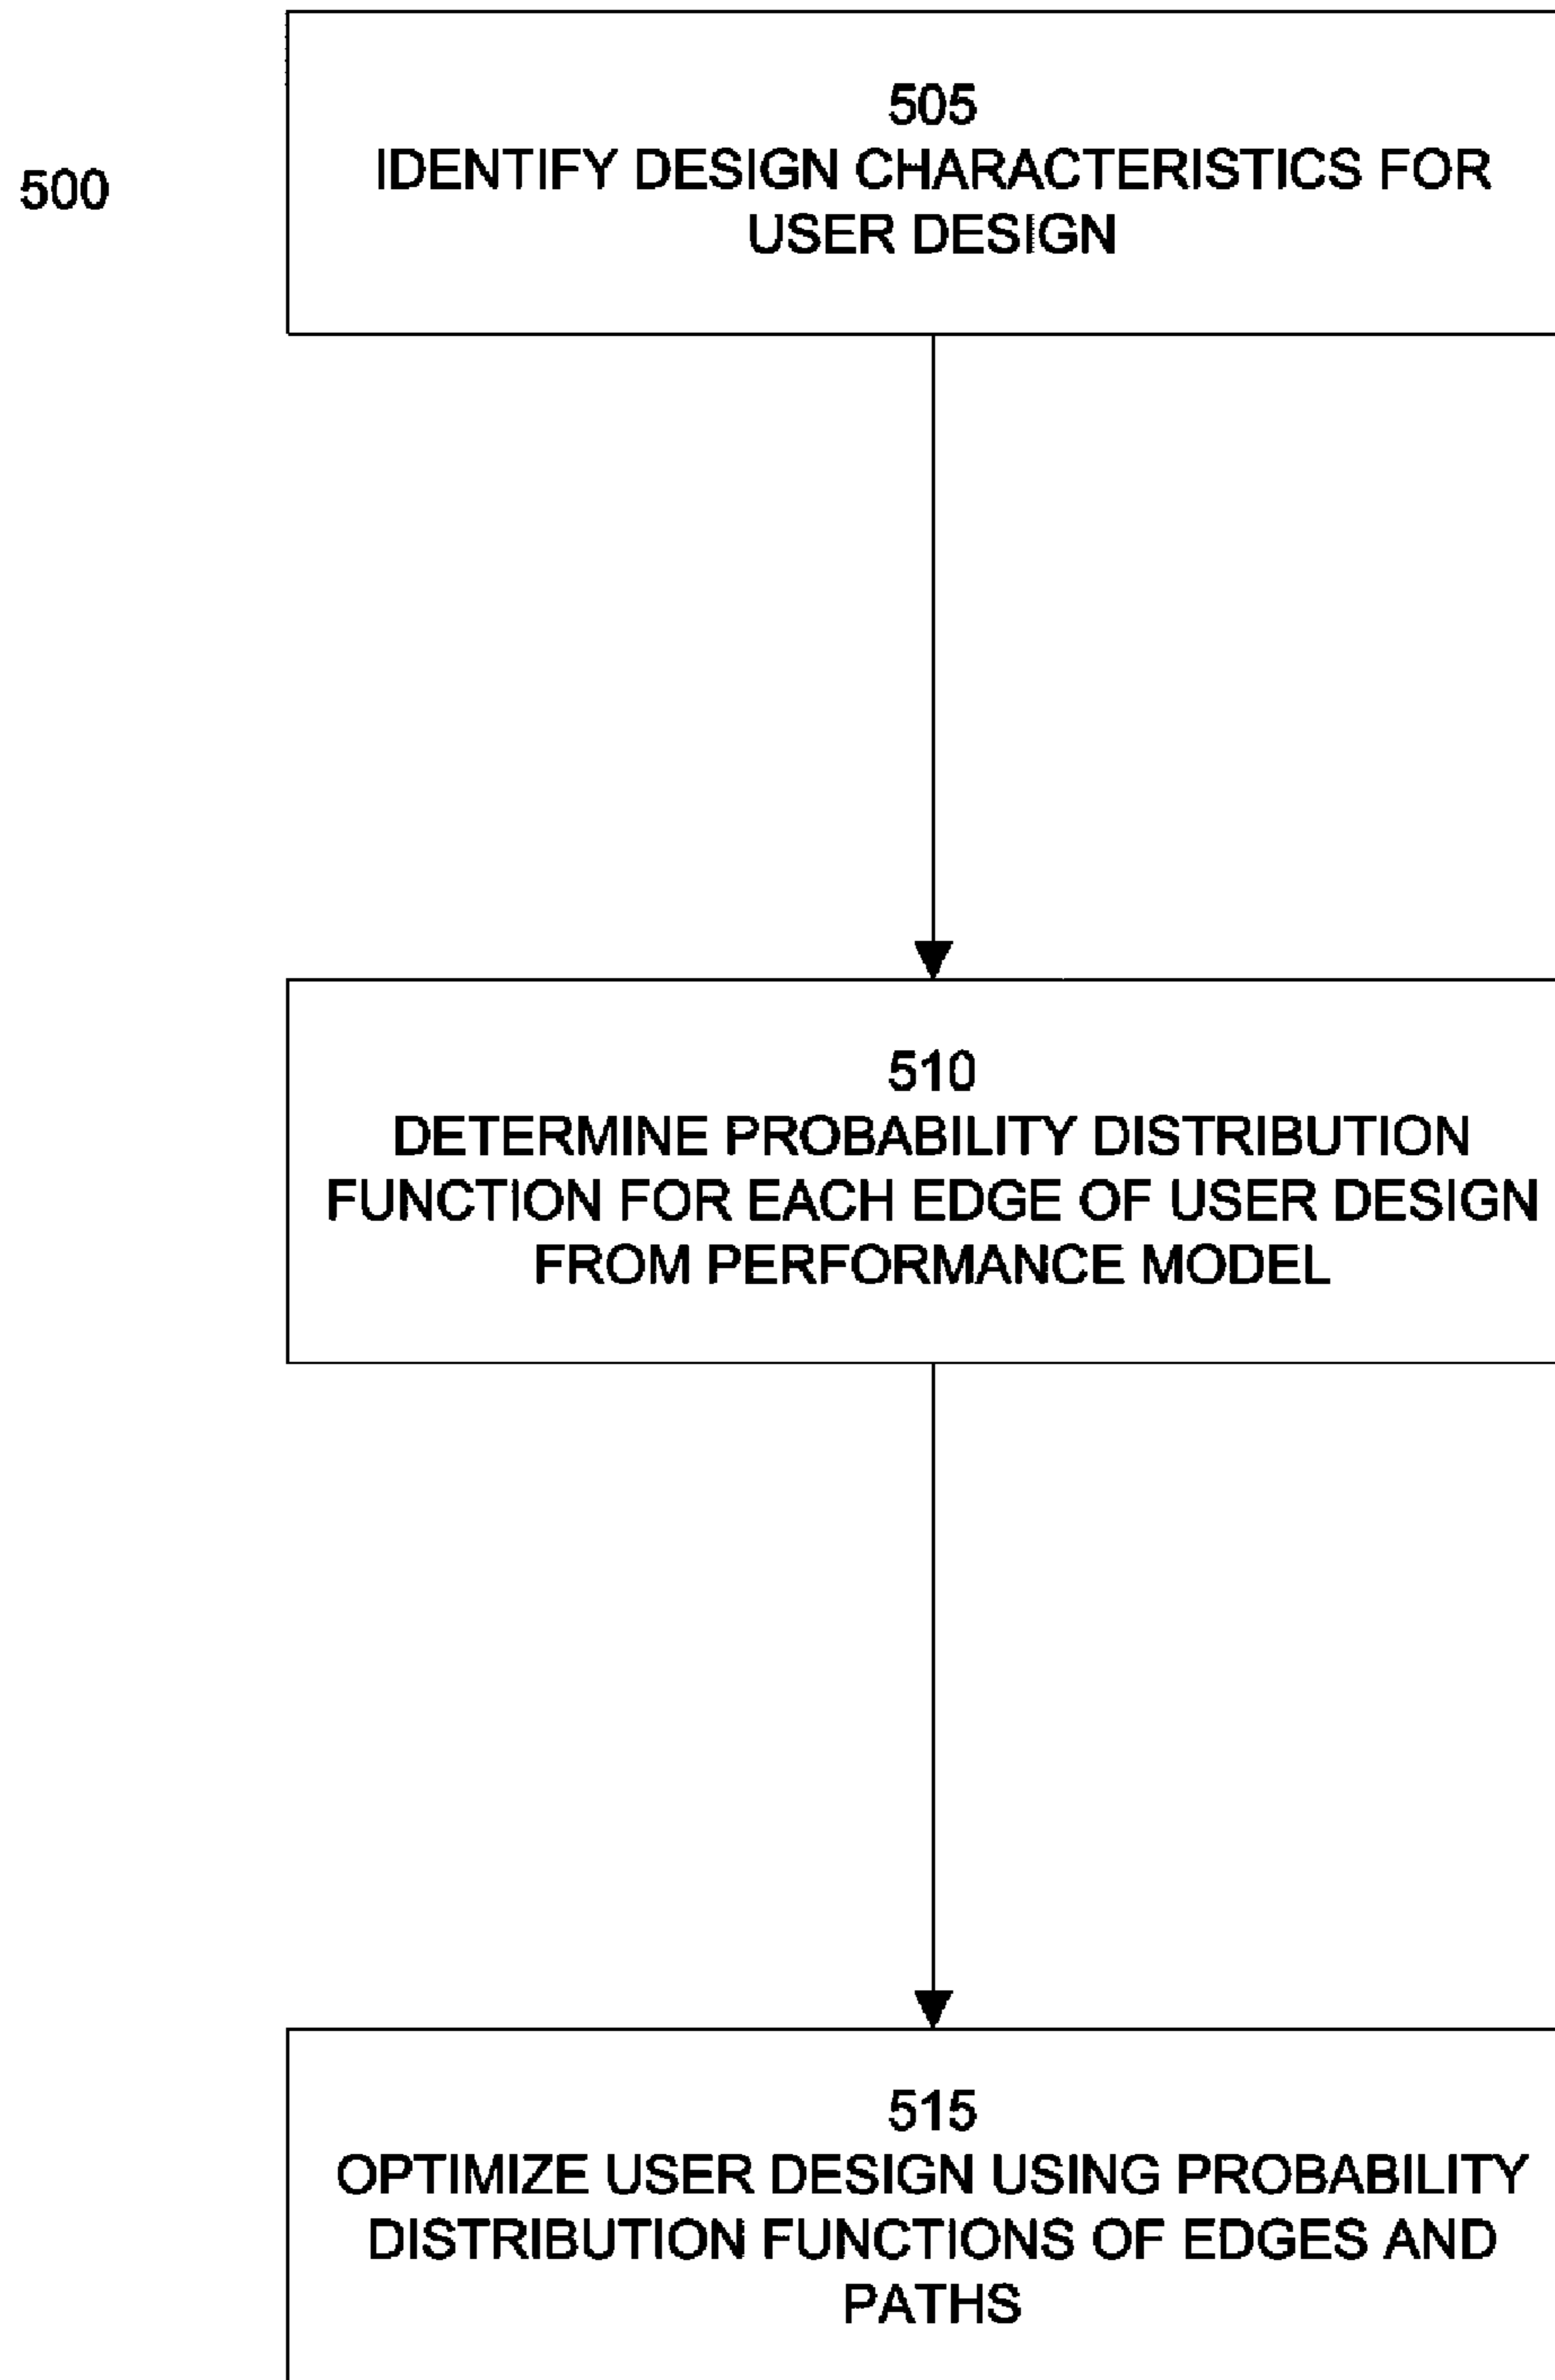 500
505
IDENTIFY DESIGN CHARACTERISTICS FOR
USER DESIGN
510
DETERMINE PROBABILITY DISTRIBUTION
FUNCTION FOR EACH EDGE OF USER DESIGN
FROM PERFORMANCE MODEL
515
OPTIMIZE USER DESIGN USING PROBABILITY
DISTRIBUTION FUNCTIONS OF EDGES AND
PATHS